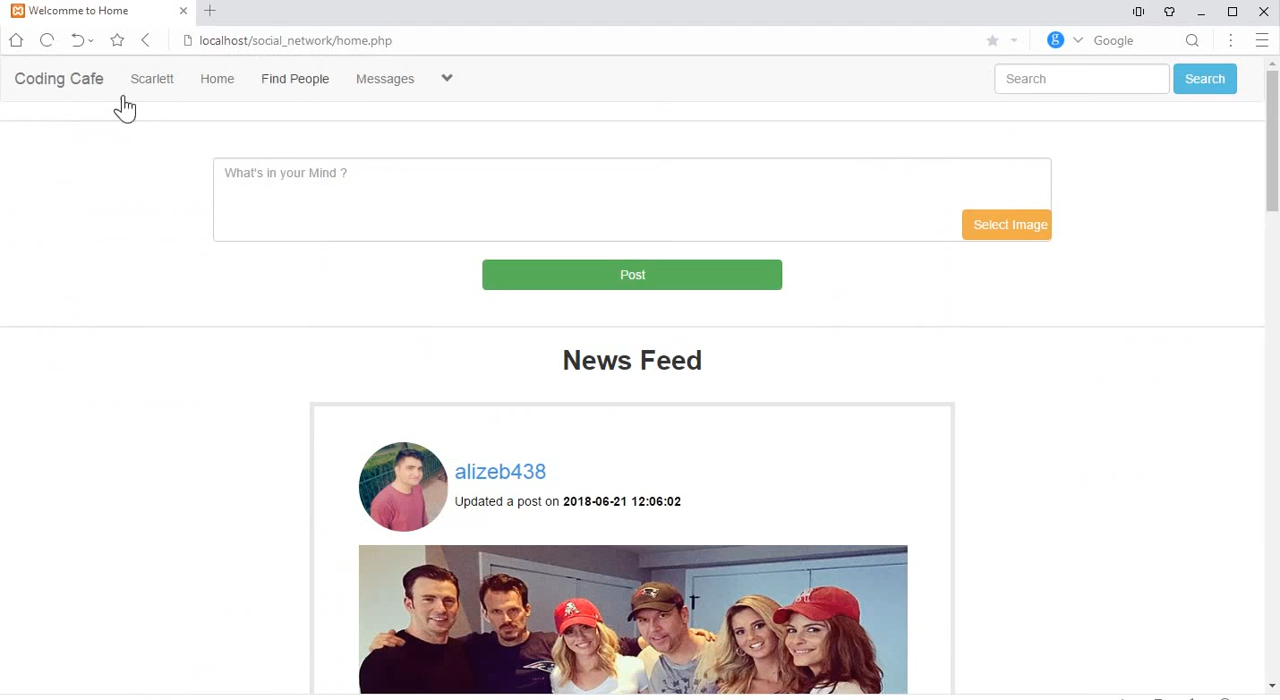 Welcomme to Home
localhost/social_network/home.php
Google
Coding Cafe Scarlett Home Find People Messages
Search Search
What's in your Mind ?
Select Image
Post
News Feed
alizeb438
Updated a post on 2018-06-21 12:06:02